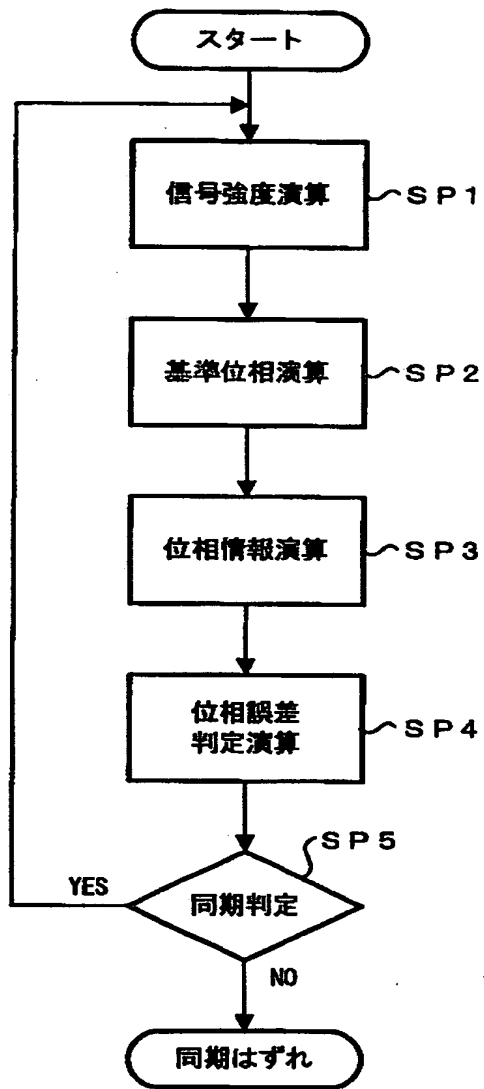 スタート
信号強度演算
ＳＰ１
基準位相演算
ＳＰ２
位相情報演算
ＳＰ３
位相誤差
判定演算
ＳＰ４
ＳＰ５
YES
同期判定
NO
同期はずれ